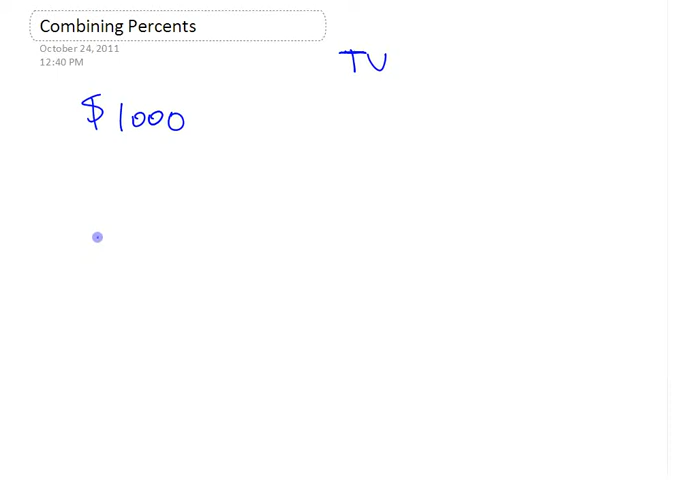 Combining Percents
October 24, 2011
12:40 PM
TV
$1000